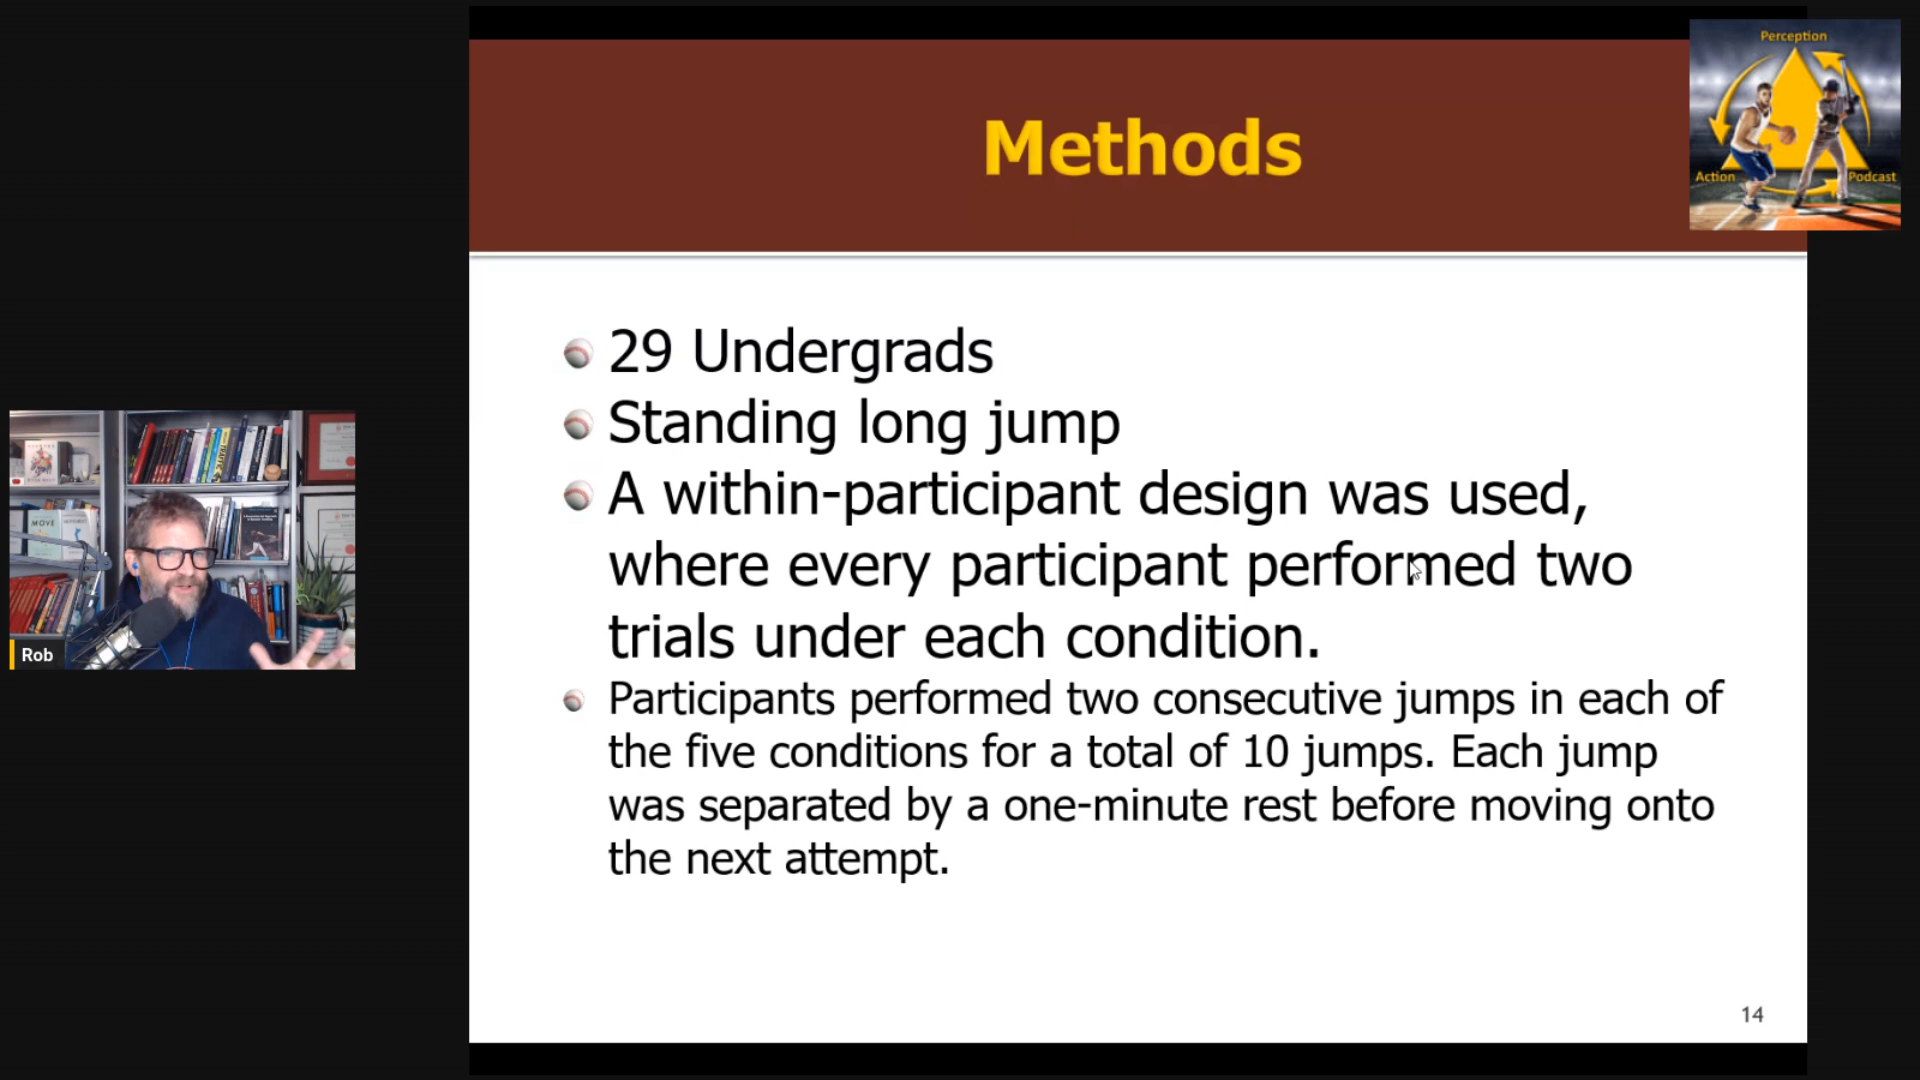 Methods
Perception
Action
Podcast
29 Undergrads
Standing long jump
A within-participant design was used,
where every participant performed two
trials under each condition.
Participants performed two consecutive jumps in each of
the five conditions for a total of 10 jumps. Each jump
was separated by a one-minute rest before moving onto
the next attempt.
14
MOVE
Rob